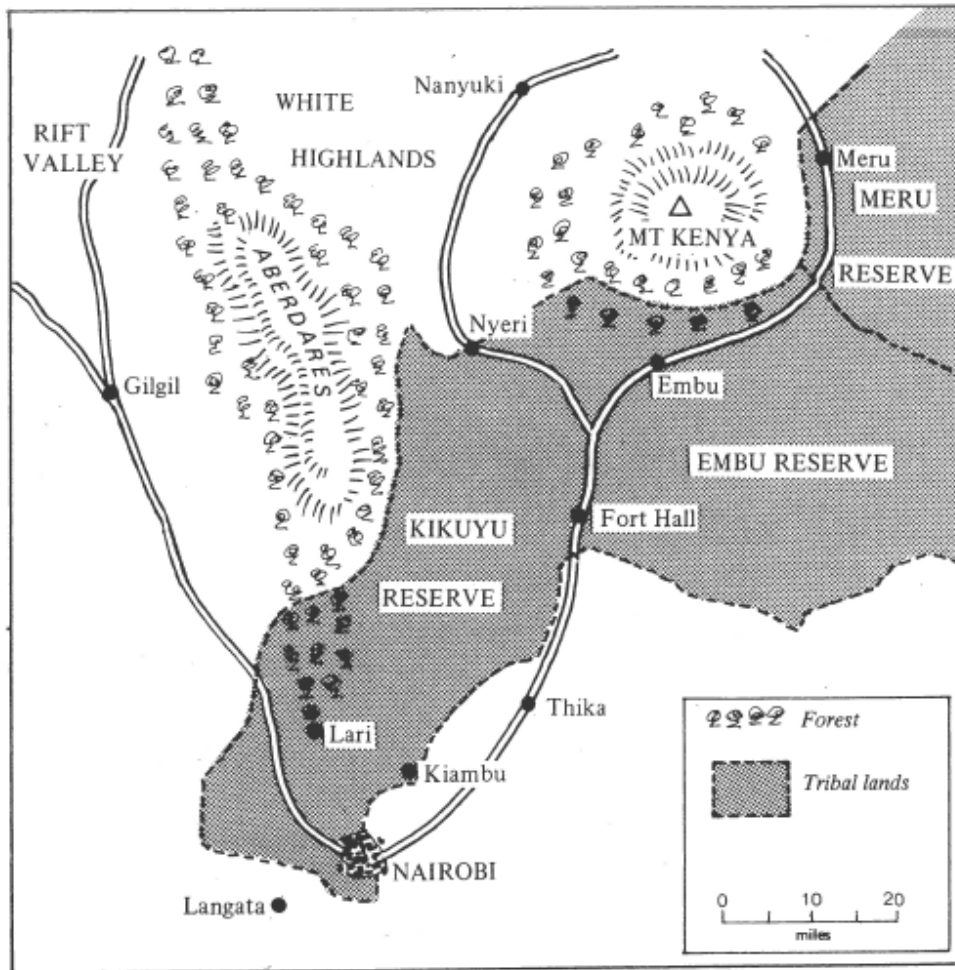 WHITE
HIGHLANDS
RIFT
VALLEY
Nanyuki
Meru
MERU
RESERVE
MT KENYA
ABERDARES
Nyeri
Embu
Gilgil
EMBU RESERVE
Fort Hall
KIKUYU
RESERVE
Thika
Lari
Kiambu
NAIROBI
Langata
Forest
Tribal lands
0 10 20
miles